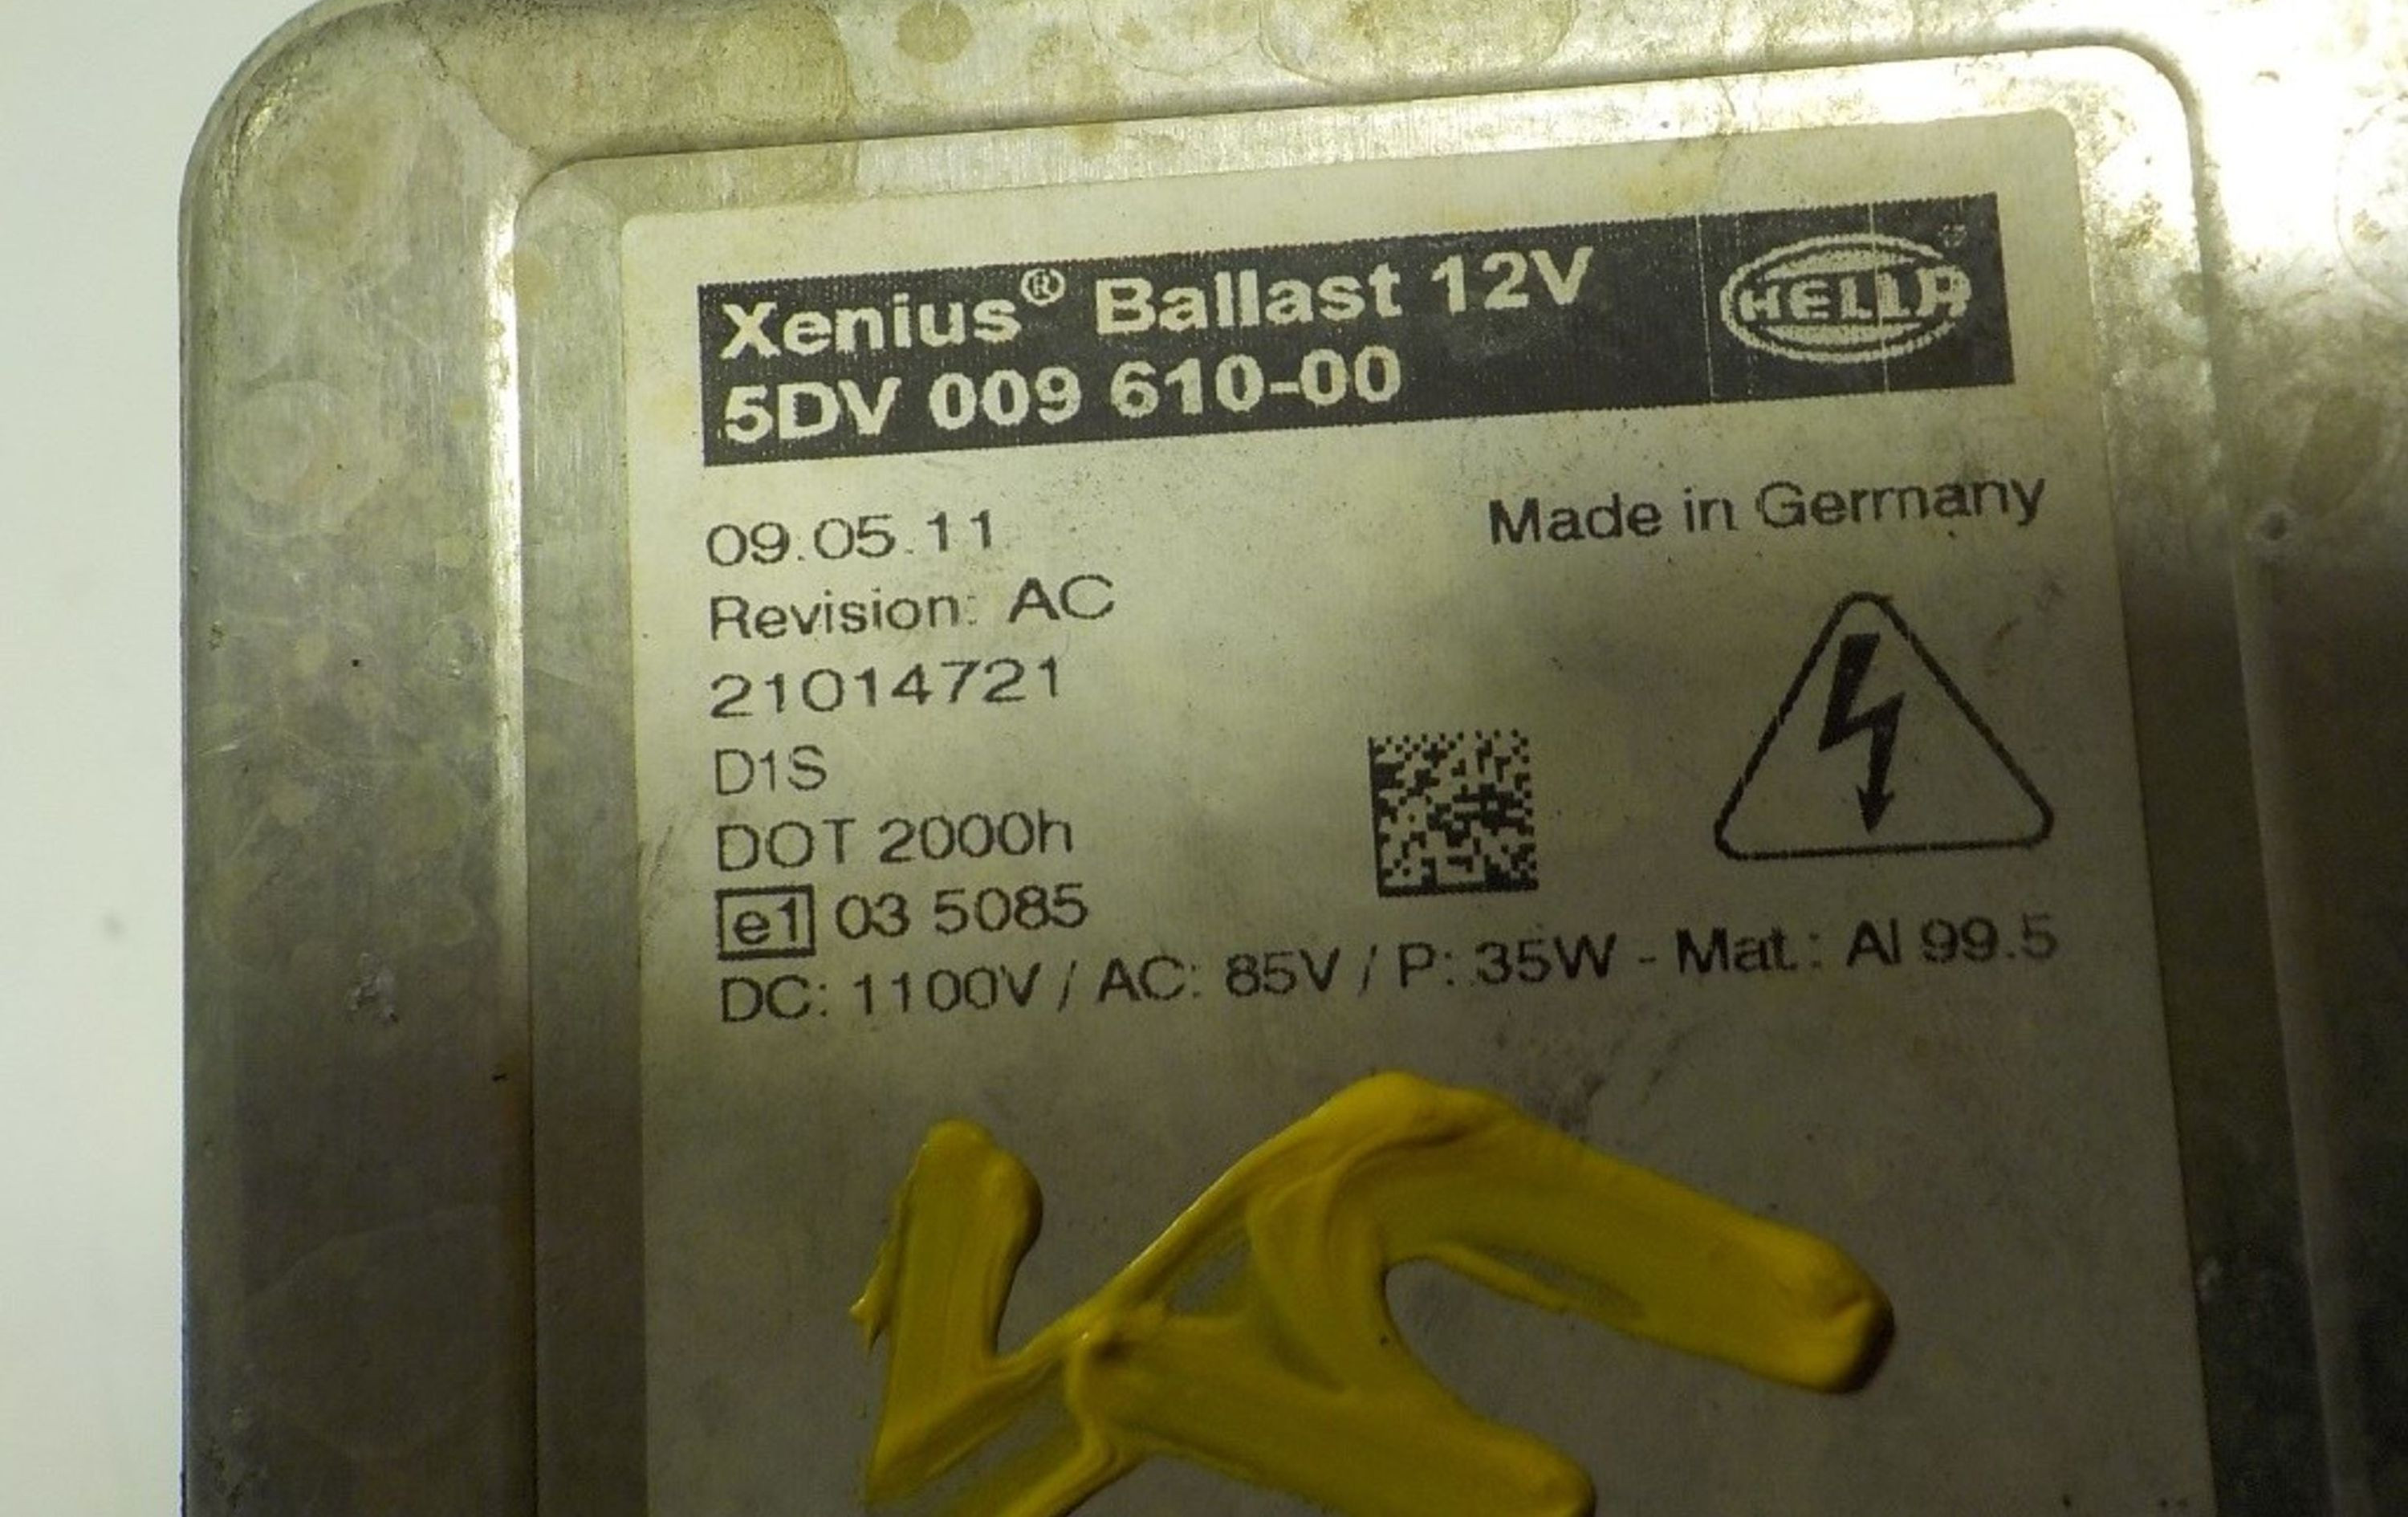 Xenius® Ballast 12V
5DV 009 610-00
HELLA
09.05.11
Made in Germany
Revision: AC
21014721
D1S
DOT 2000h
e1 03 5085
DC: 1100V / AC: 85V / P: 35W - Mat.: Al 99.5